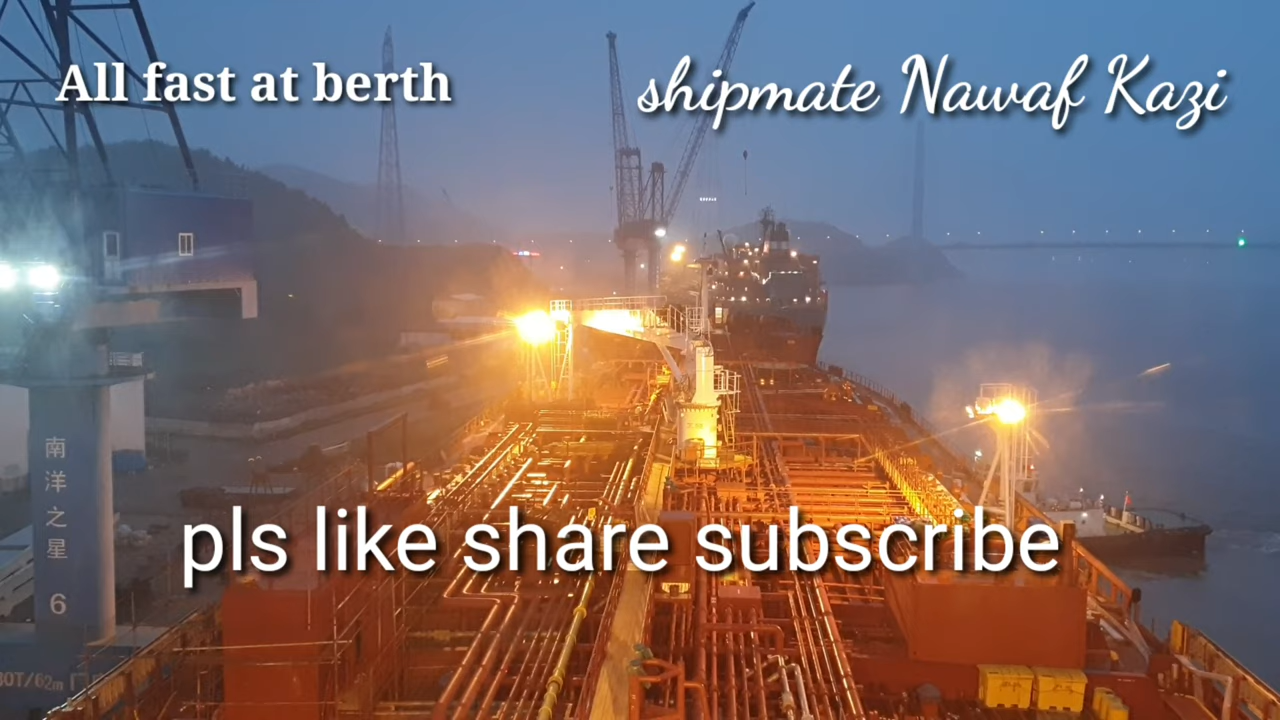 All fast at berth
shipmate Nawaf Kazi
南洋之星
6
pls like share subscribe